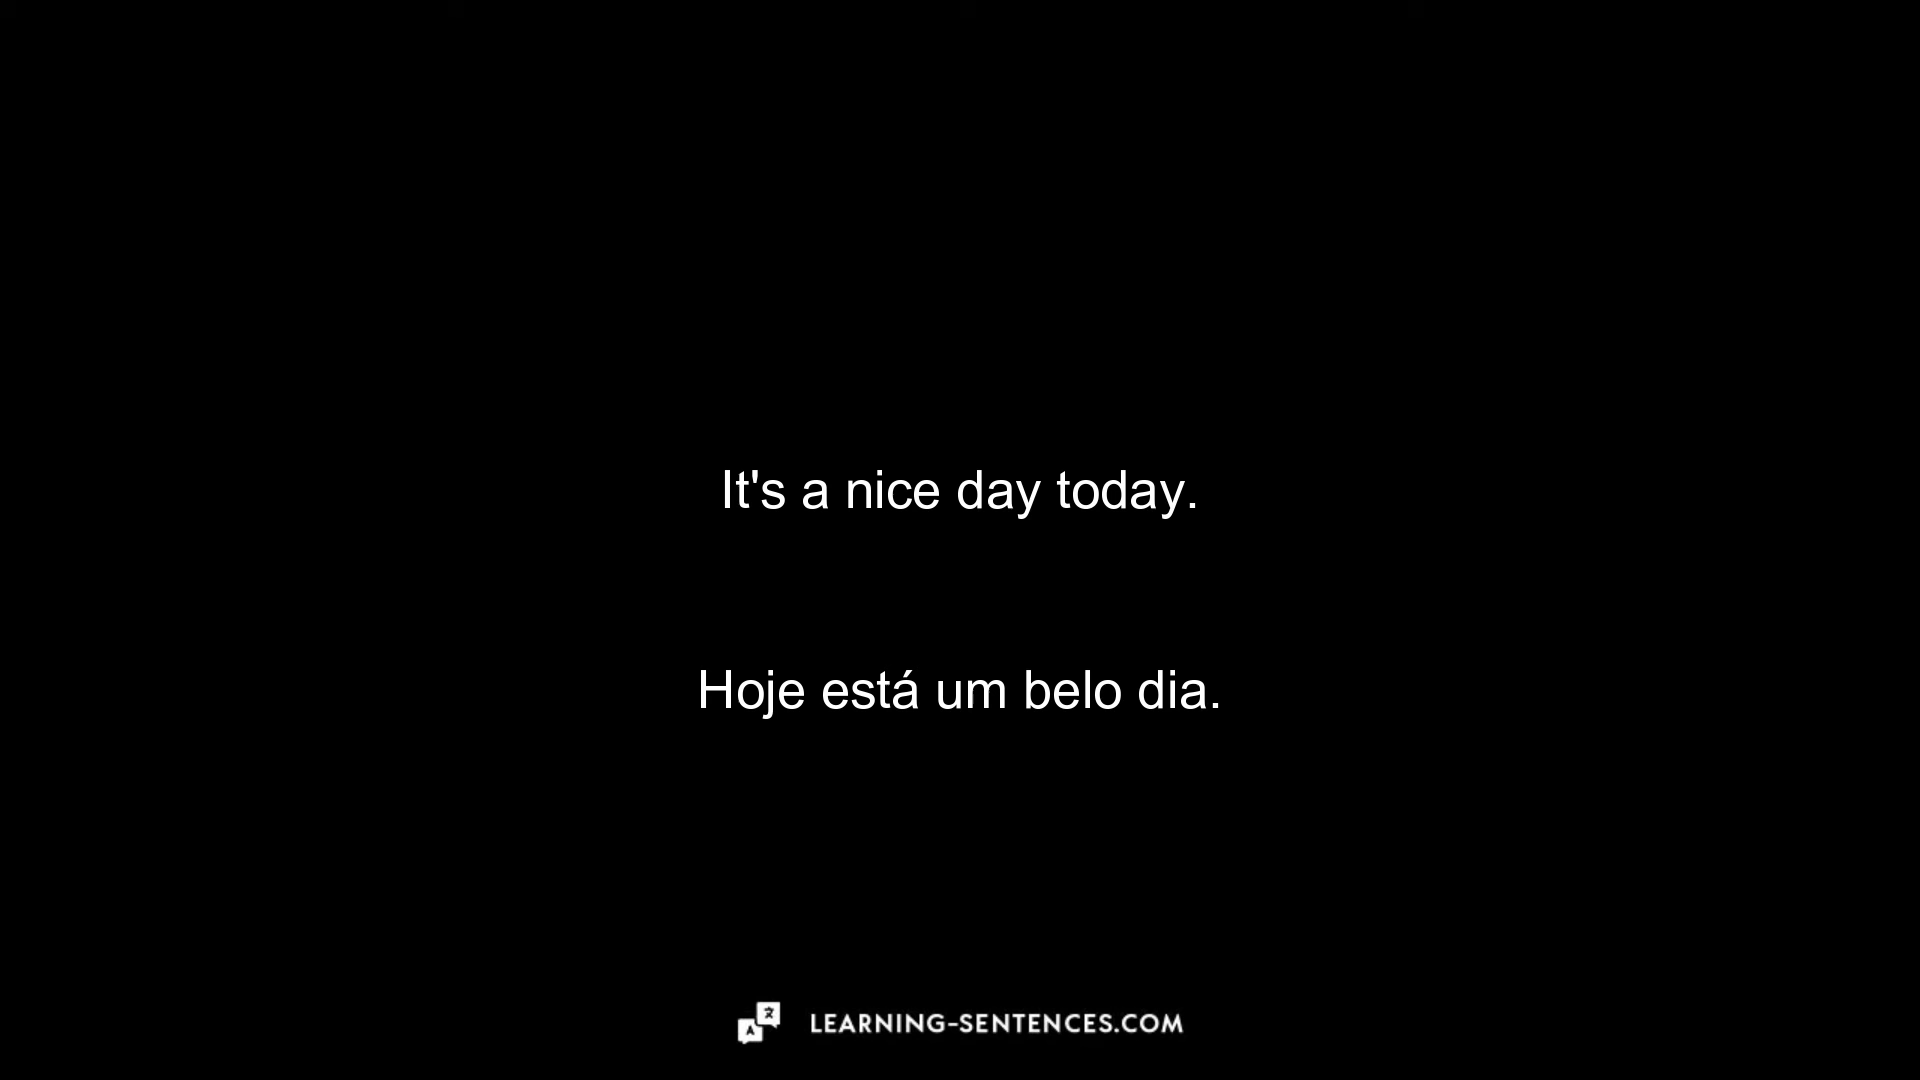 It's a nice day today.
Hoje está um belo dia.
LEARNING-SENTENCES.COM